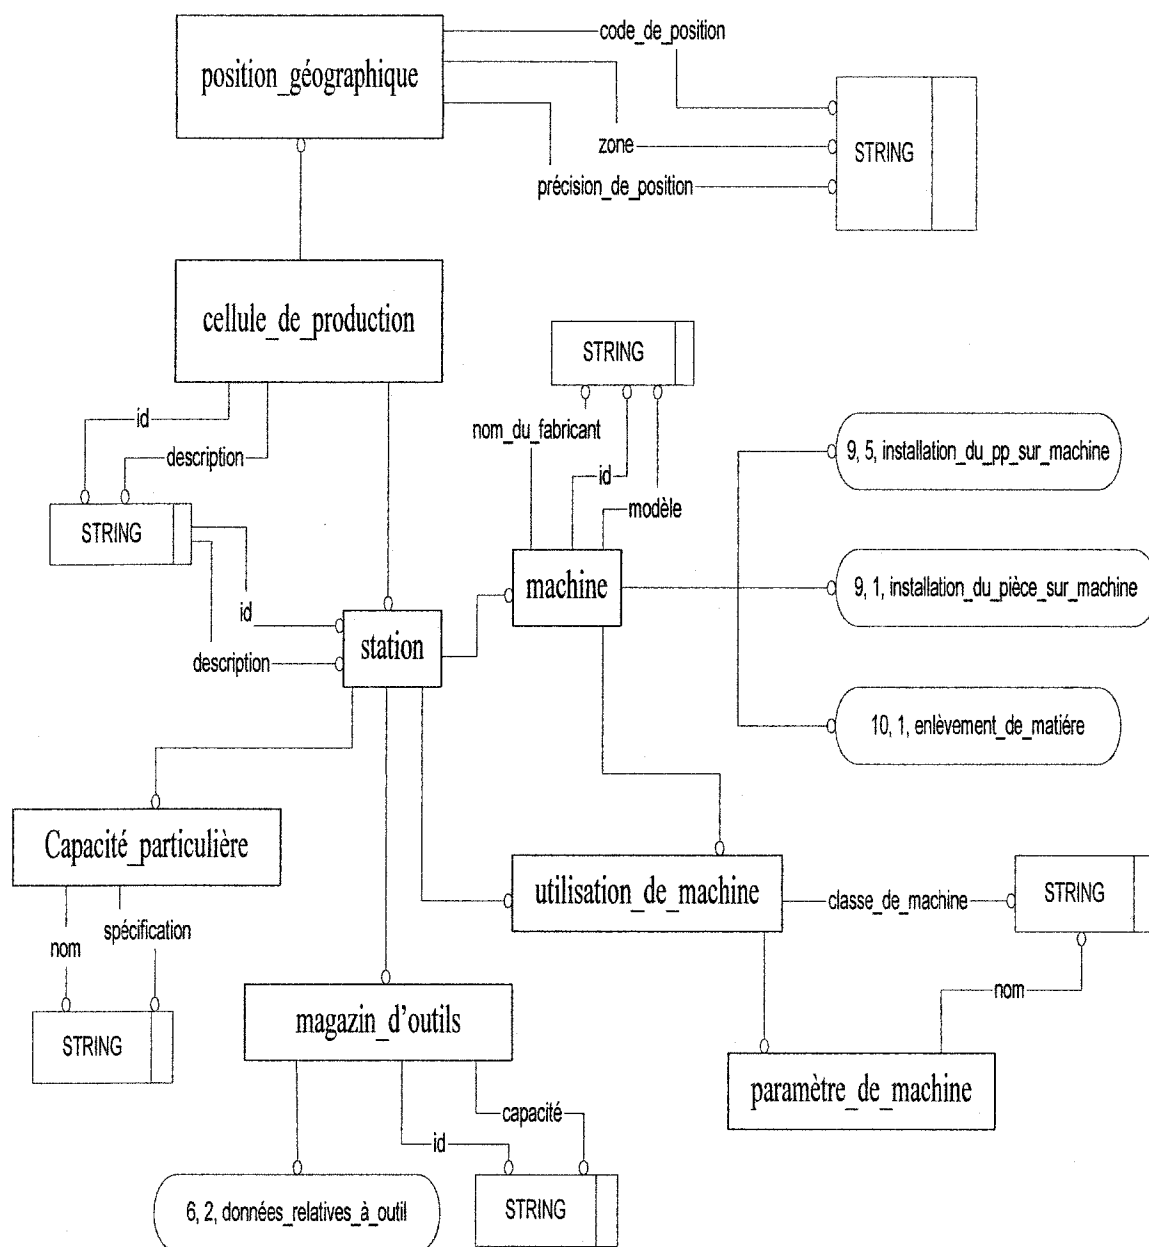 code_de_position
position_géographique
STRING
zone
précision_de_position
cellule_de_production
STRING
id
nom_du_fabricant
description
id
modèle
9, 5, installation_du_pp_sur_machine
STRING
machine
9, 1, installation_du_pièce_sur_machine
id
station
description
10, 1, enlèvement_de_matiére
Capacité_particulière
utilisation_de_machine
classe_de_machine
STRING
spécification
nom
nom
magazin_d'outils
STRING
paramètre_de_machine
capacité
id
6, 2, données_relatives_à_outil
STRING